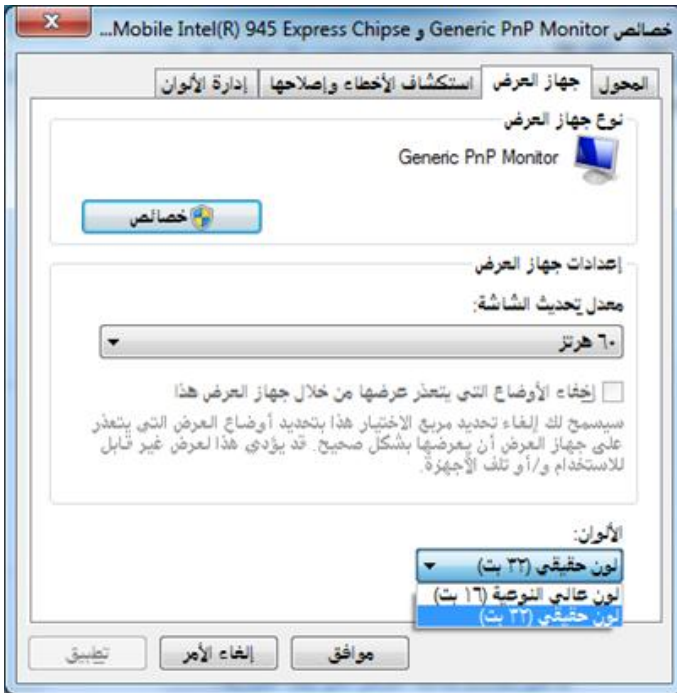 خصائص Generic PnP Monitor و Mobile Intel(R) 945 Express Chipse...
المحول
جهاز العرض
استكشاف الأخطاء وإصلاحها
إدارة الألوان
نوع جهاز العرض
Generic PnP Monitor
خصائص
إعدادات جهاز العرض
معدل تحديث الشاشة:
٦٠ هرتز
إخفاء الأوضاع التي يتعذر عرضها من خلال جهاز العرض هذا
سيسمح لك إلغاء تحديد مربع الاختيار هذا بتحديد أوضاع العرض التي يتعذر
على جهاز العرض أن يعرضها بشكل صحيح. قد يؤدي هذا لعرض غير قابل
للاستخدام و/أو تلف الأجهزة.
الألوان:
لون حقيقي (٣٢ بت)
لون عالي النوعية (١٦ بت)
لون حقيقي (٣٢ بت)
موافق
إلغاء الأمر
تطبيق